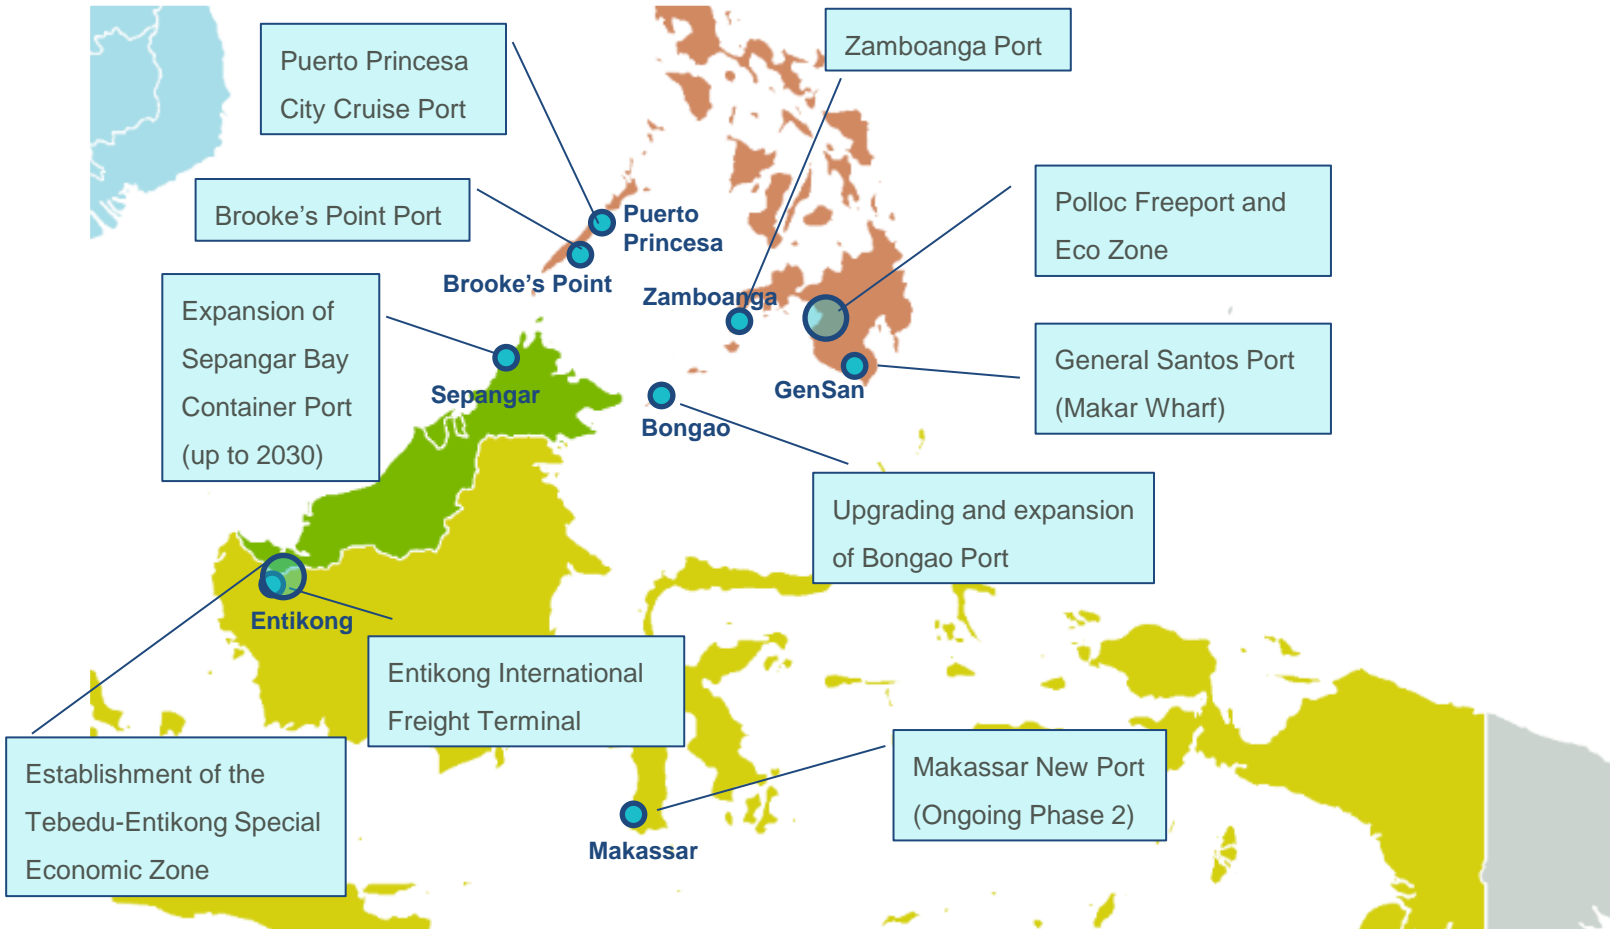 Puerto Princesa
City Cruise Port
Zamboanga Port
Brooke’s Point Port
Polloc Freeport and
Eco Zone
Puerto
Princesa
Brooke’s Point
Zamboanga
Expansion of
Sepangar Bay
Container Port
(up to 2030)
General Santos Port
(Makar Wharf)
Sepangar
GenSan
Bongao
Upgrading and expansion
of Bongao Port
Entikong
Entikong International
Freight Terminal
Establishment of the
Tebedu-Entikong Special
Economic Zone
Makassar New Port
(Ongoing Phase 2)
Makassar